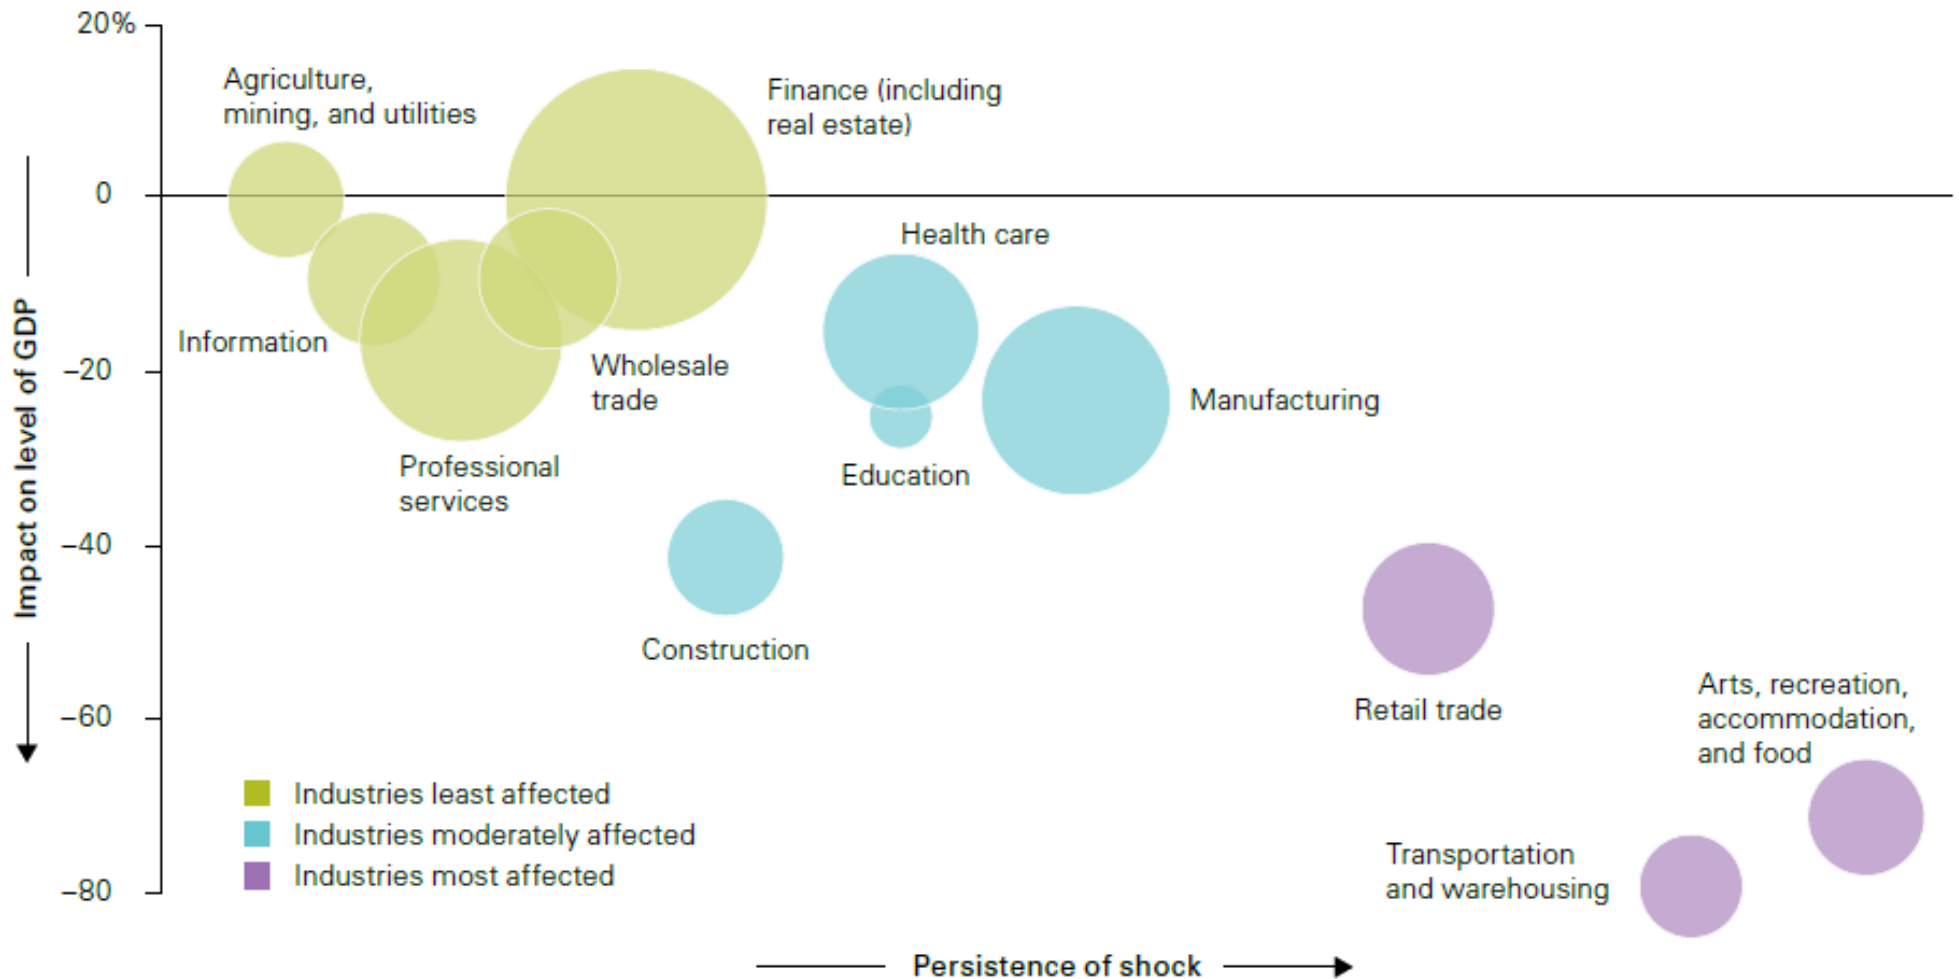 20%
0
−20
−40
−60
−80
Impact on level of GDP
Agriculture,
mining, and utilities
Finance (including
real estate)
Information
Professional
services
Wholesale
trade
Health care
Education
Manufacturing
Construction
Retail trade
Arts, recreation,
accommodation,
and food
Transportation
and warehousing
Industries least affected
Industries moderately affected
Industries most affected
Persistence of shock